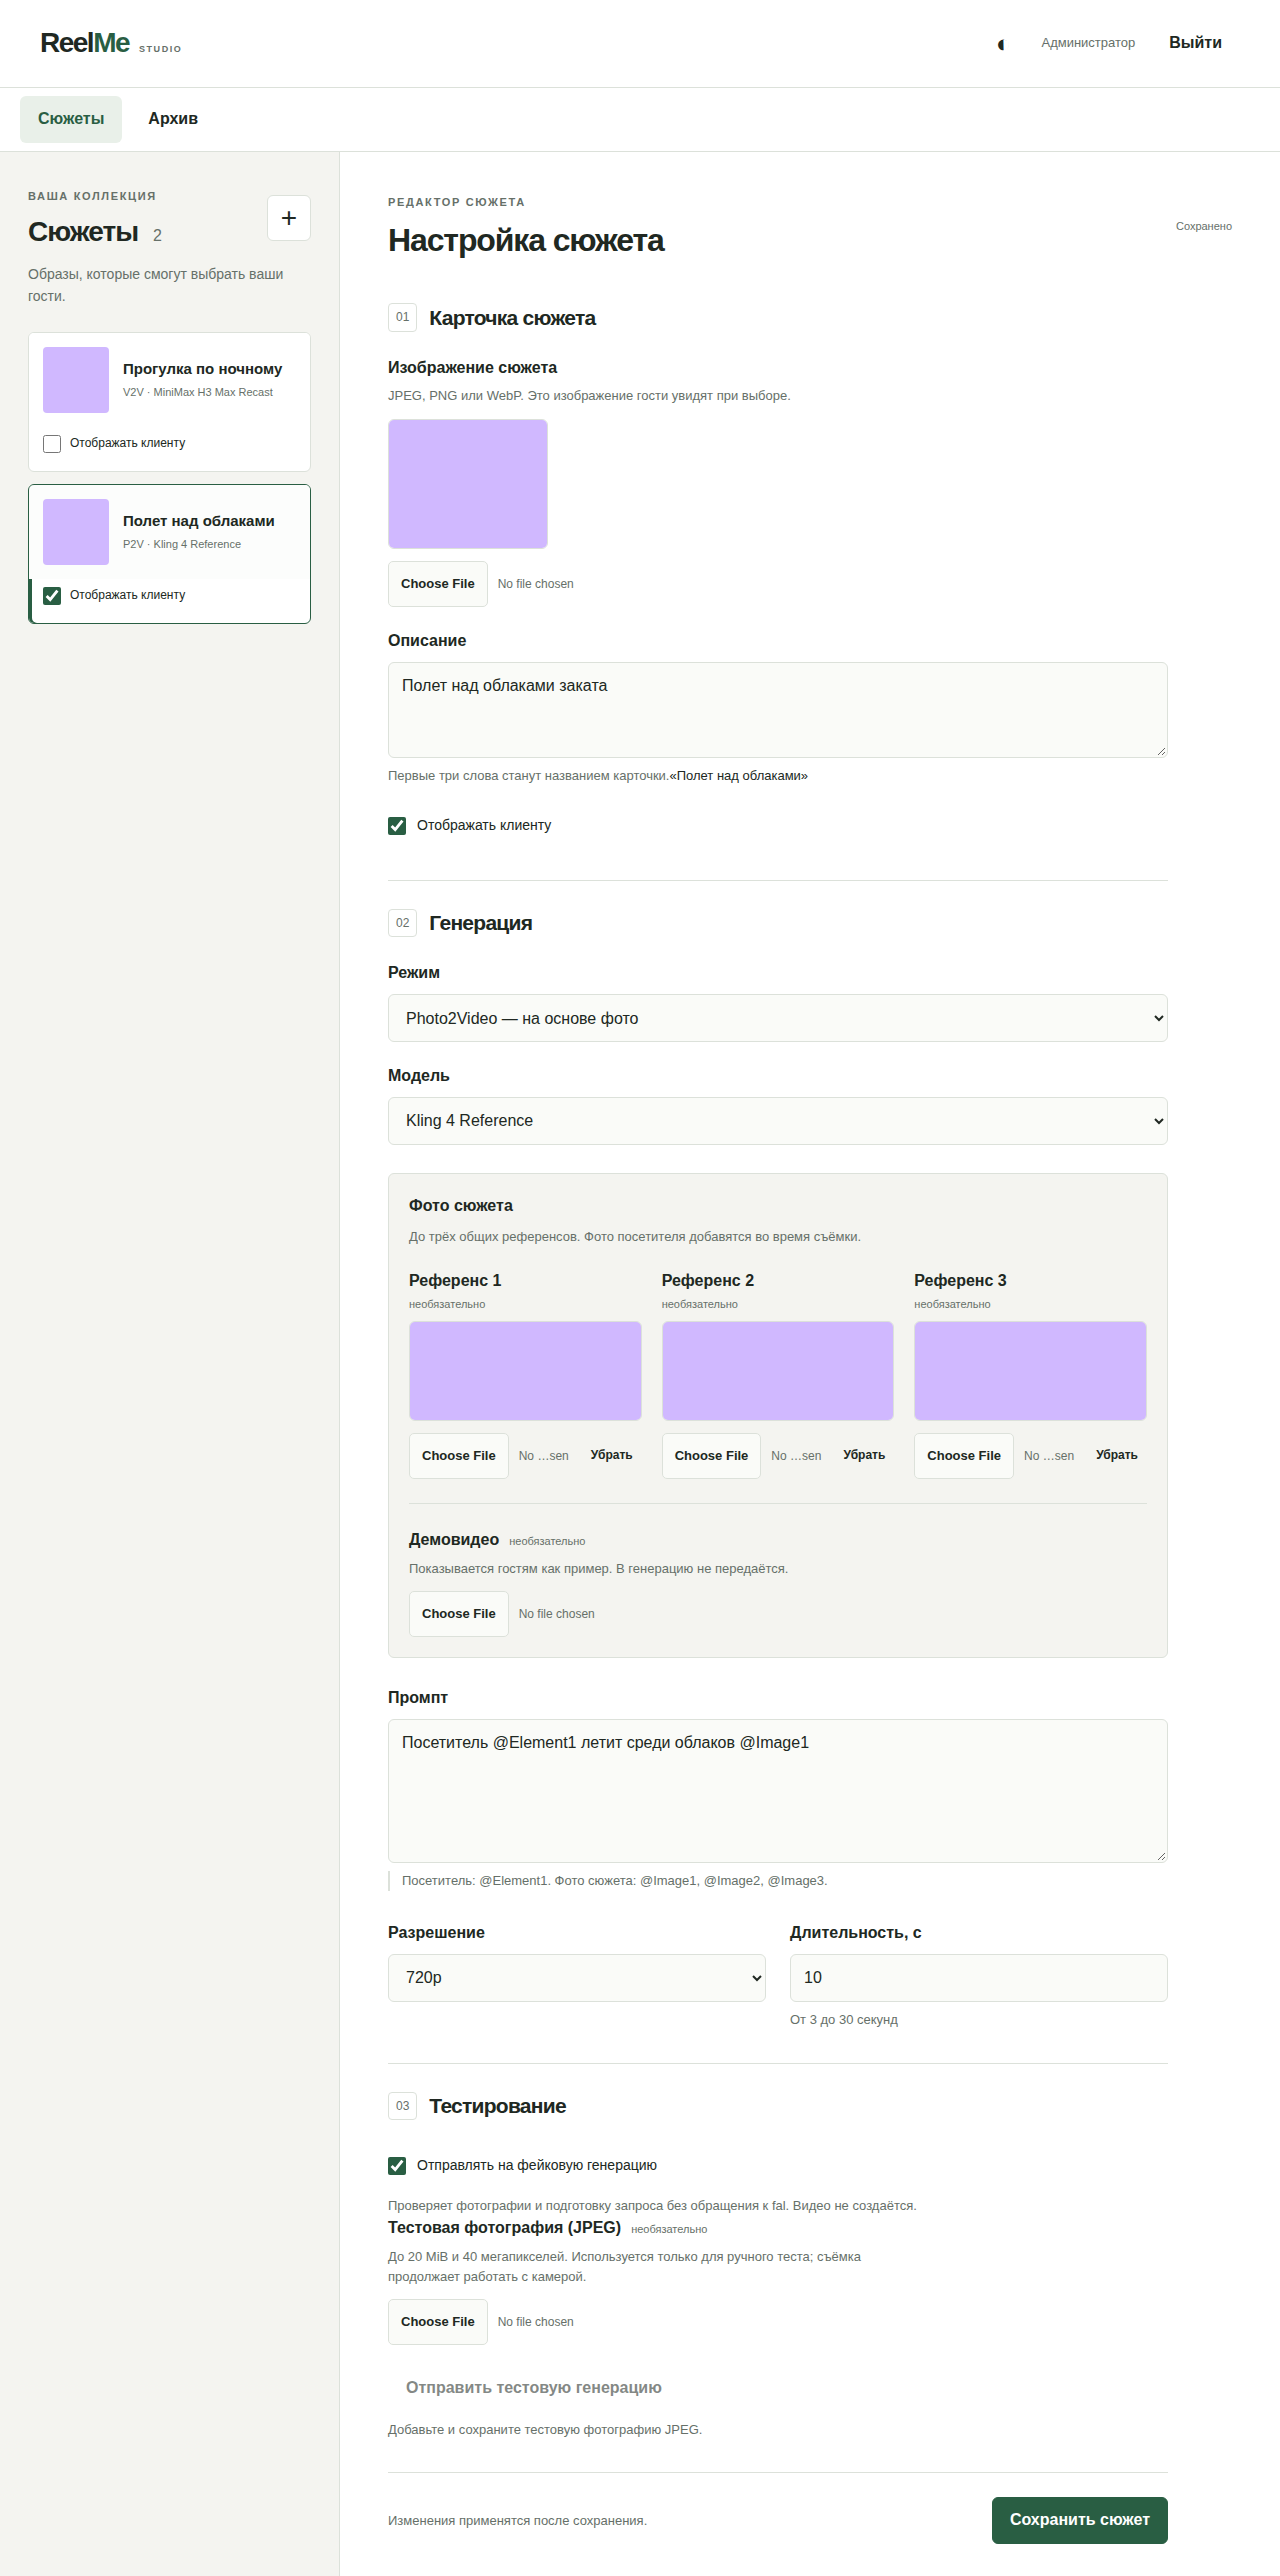 ReelMe STUDIO
Администратор
Выйти
Сюжеты
Архив
ВАША КОЛЛЕКЦИЯ
Сюжеты 2
+
Образы, которые смогут выбрать ваши
гости.
Прогулка по ночному
V2V · MiniMax H3 Max Recast
Отображать клиенту
Полет над облаками
P2V · Kling 4 Reference
Отображать клиенту
РЕДАКТОР СЮЖЕТА
Настройка сюжета
Сохранено
01 Карточка сюжета
Изображение сюжета
JPEG, PNG или WebP. Это изображение гости увидят при выборе.
Choose File No file chosen
Описание
Полет над облаками заката
Первые три слова станут названием карточки.«Полет над облаками»
Отображать клиенту
02 Генерация
Режим
Photo2Video — на основе фото
Модель
Kling 4 Reference
Фото сюжета
До трёх общих референсов. Фото посетителя добавятся во время съёмки.
Референс 1 Референс 2 Референс 3
необязательно необязательно необязательно
Choose File No ...sen Убрать Choose File No ...sen Убрать Choose File No ...sen Убрать
Демовидео необязательно
Показывается гостям как пример. В генерацию не передаётся.
Choose File No file chosen
Промпт
Посетитель @Element1 летит среди облаков @Image1
Посетитель: @Element1. Фото сюжета: @Image1, @Image2, @Image3.
Разрешение Длительность, с
720p 10
От 3 до 30 секунд
03 Тестирование
Отправлять на фейковую генерацию
Проверяет фотографии и подготовку запроса без обращения к fal. Видео не создаётся.
Тестовая фотография (JPEG) необязательно
До 20 MiB и 40 мегапикселей. Используется только для ручного теста; съёмка
продолжает работать с камерой.
Choose File No file chosen
Отправить тестовую генерацию
Добавьте и сохраните тестовую фотографию JPEG.
Изменения применятся после сохранения.
Сохранить сюжет